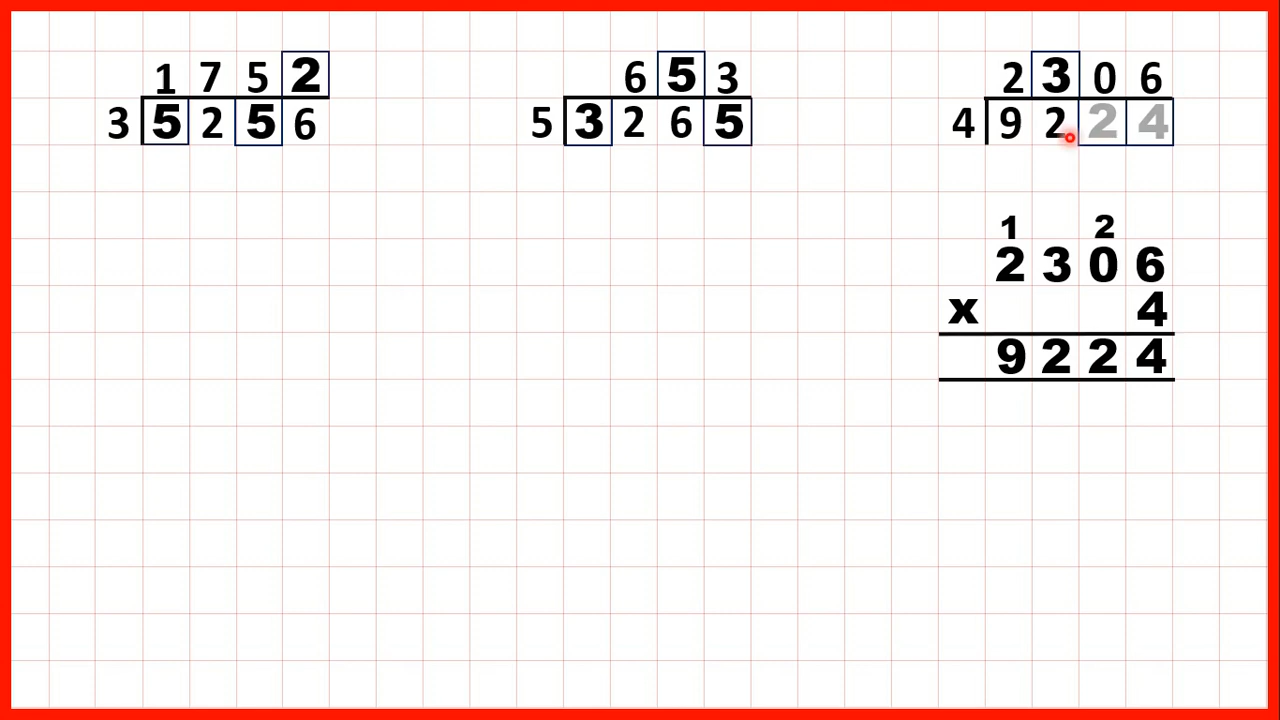 1 7 5 2
3 5 2 5 6
6 5 3
5 3 2 6 5
2 3 0 6
4 9 2 2 4
1 2
2 3 0 6
x 4
9 2 2 4